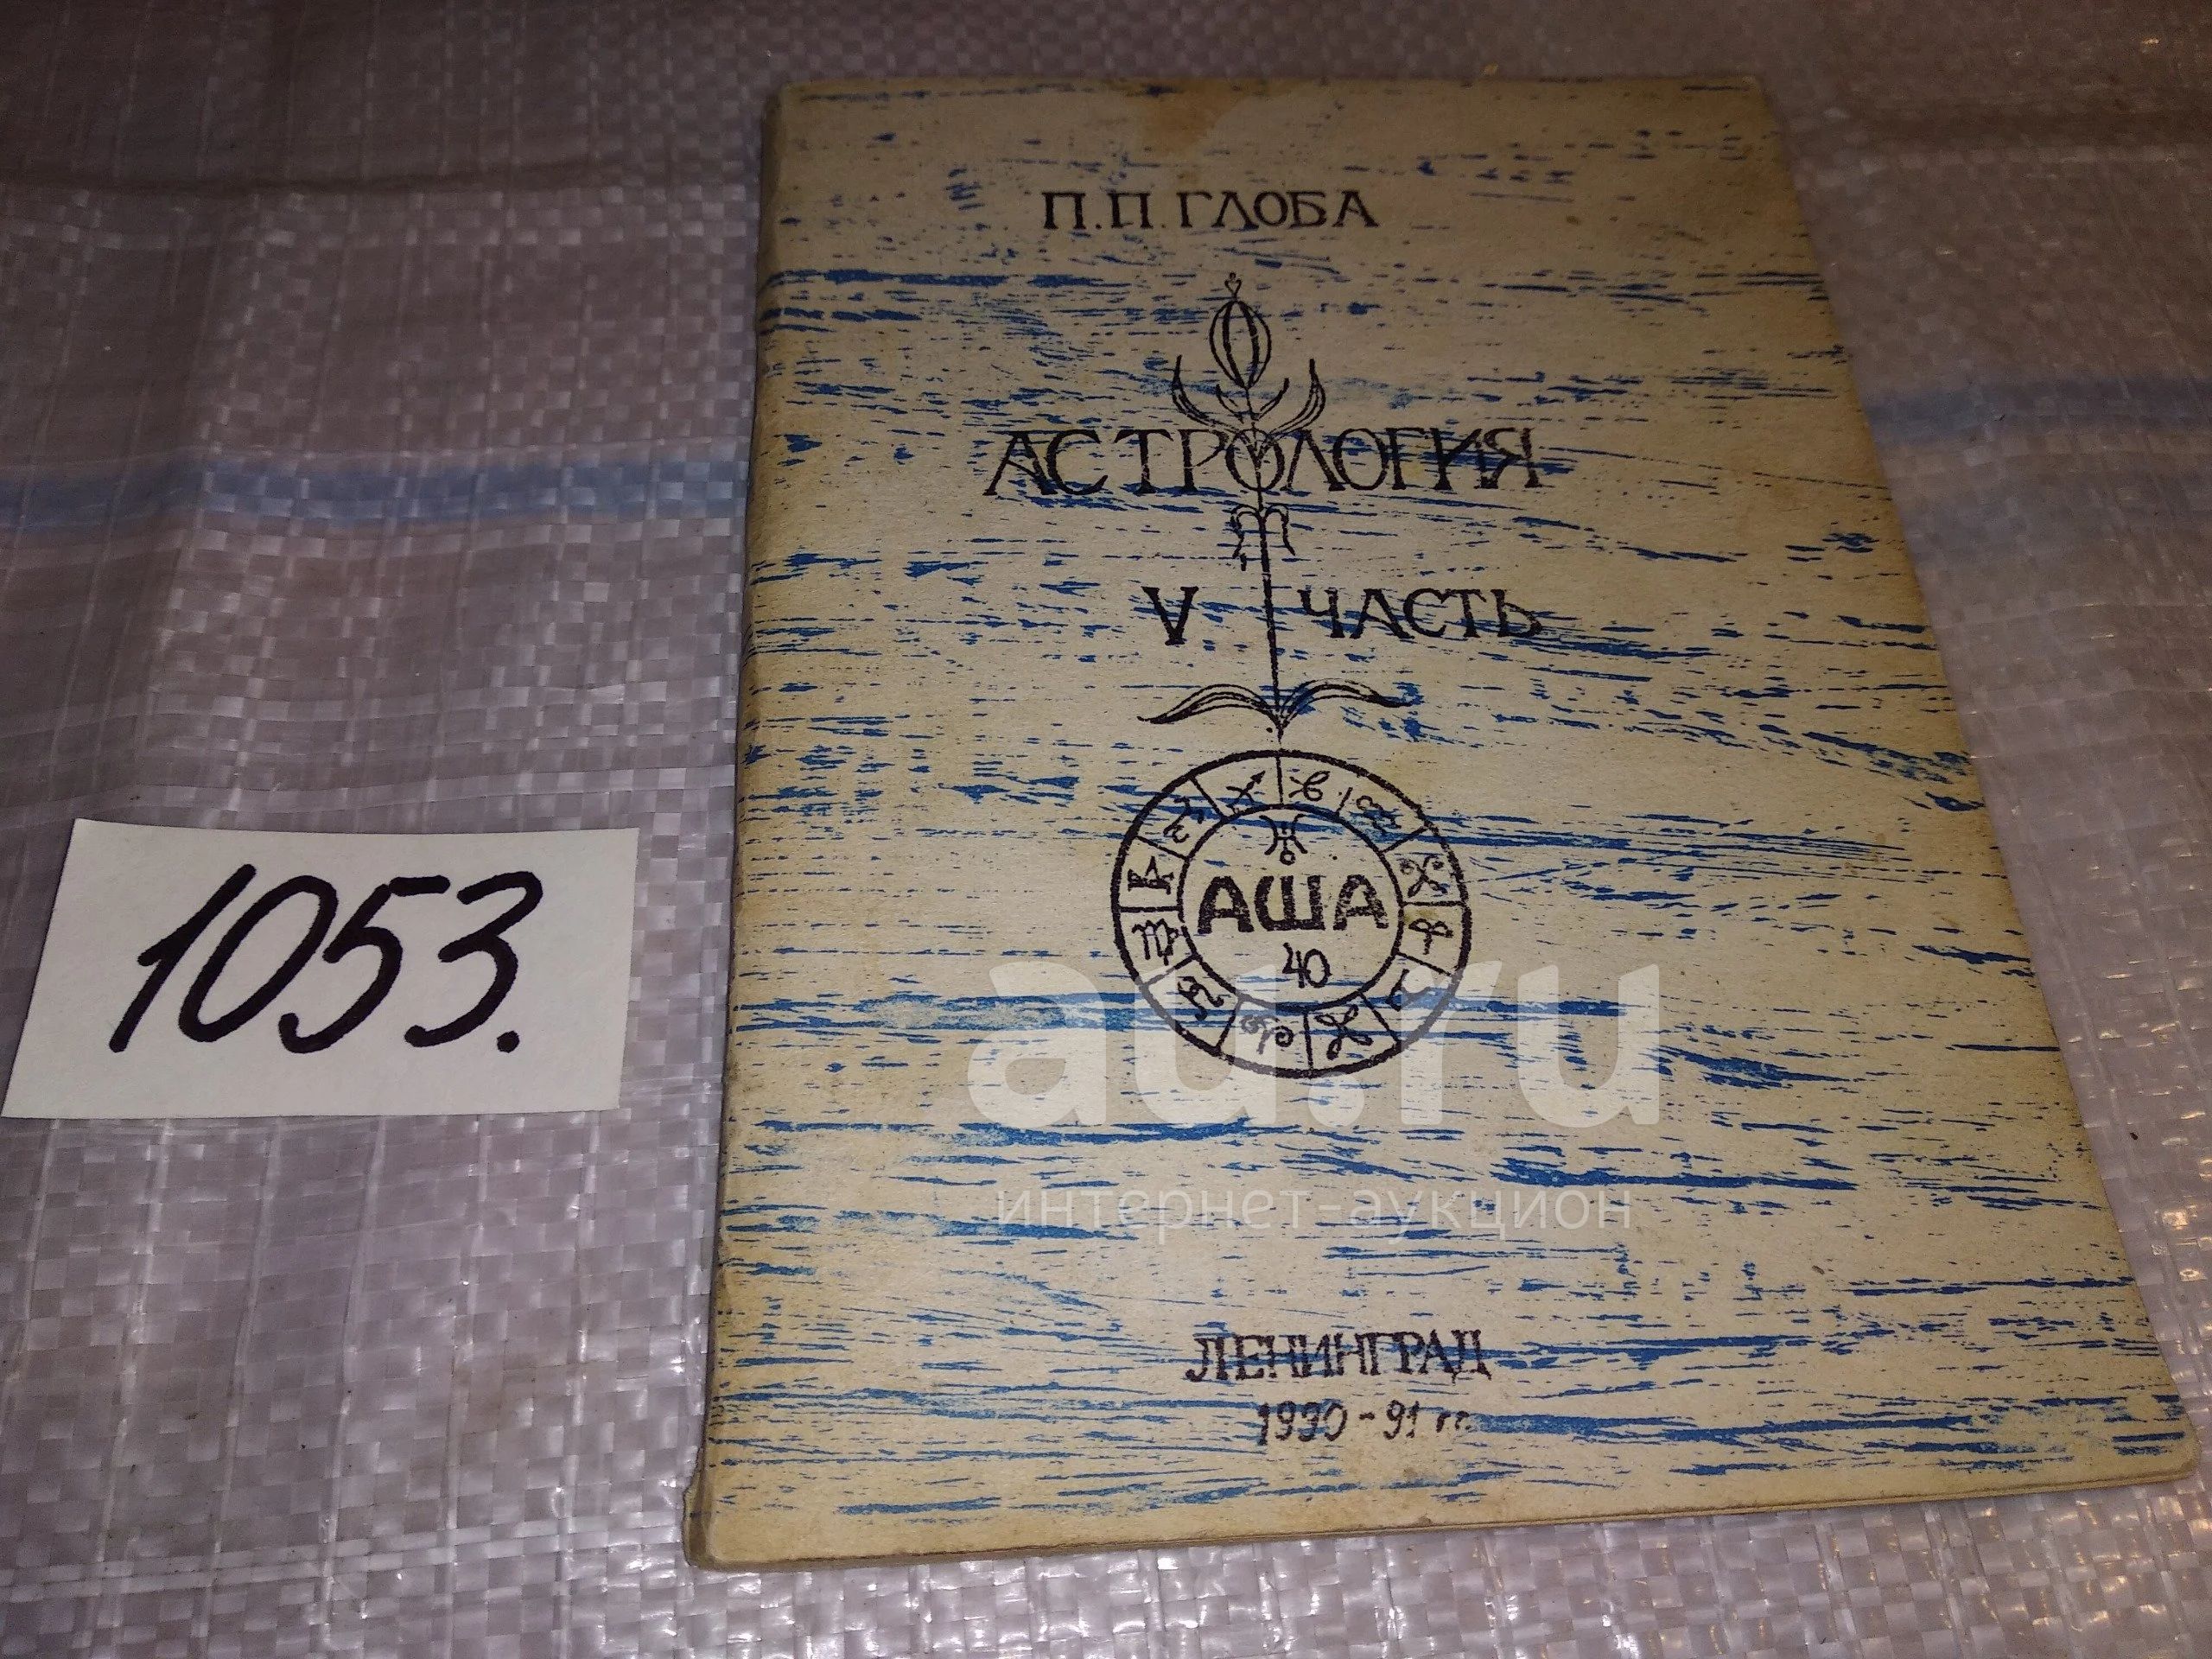 П.П.ГЛОБА
АСТРОЛОГИЯ
V ЧАСТЬ
АША
40
1053.
au.ru
интернет-аукцион
ЛЕНИНГРАД
1990-91 гг.